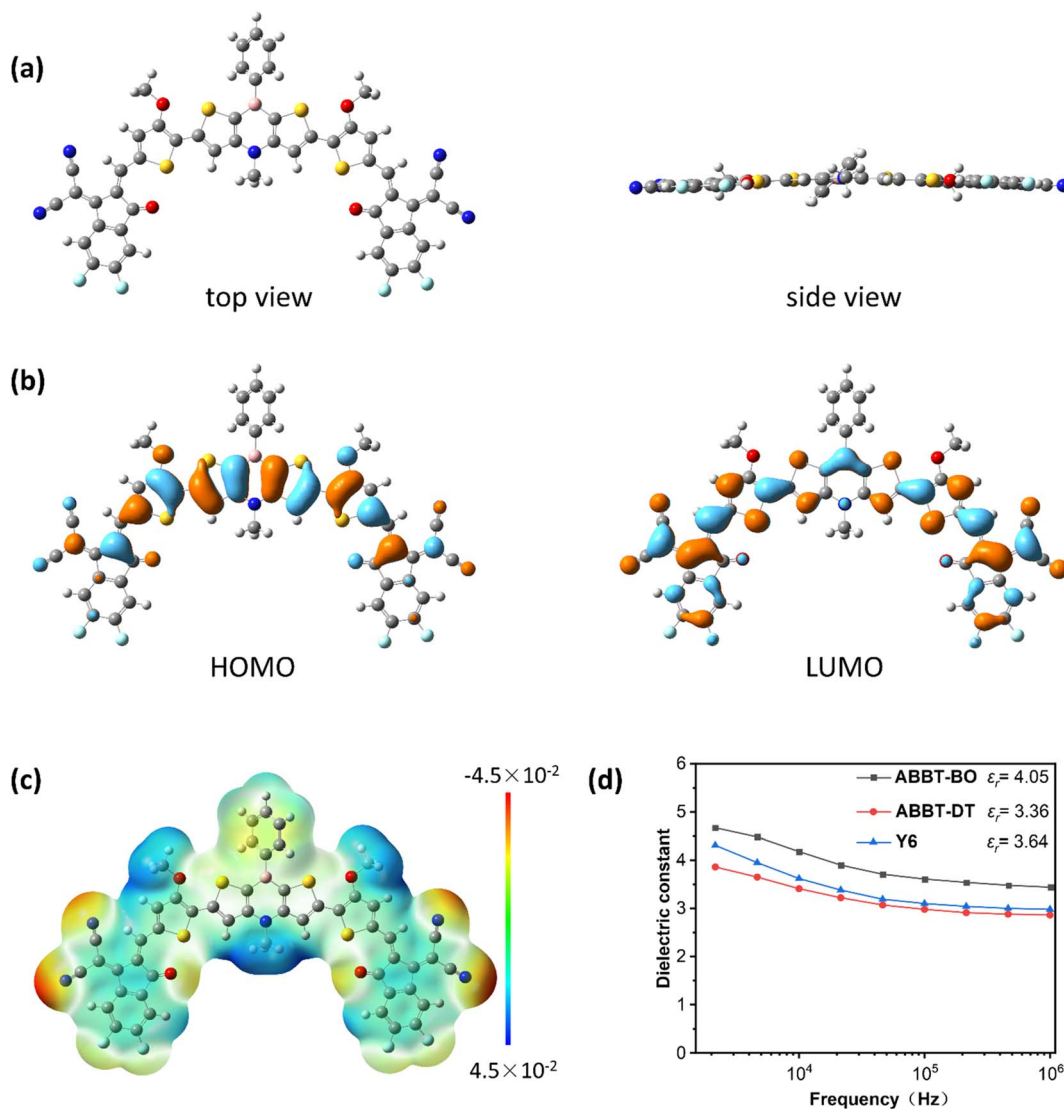 (a)
top view
side view
(b)
HOMO
LUMO
(c)
-4.5×10⁻²
4.5×10⁻²
(d)
Dielectric constant
6
5
4
3
2
1
0
ABBT-BO εr= 4.05
ABBT-DT εr= 3.36
Y6 εr= 3.64
10⁴
10⁵
10⁶
Frequency（Hz）